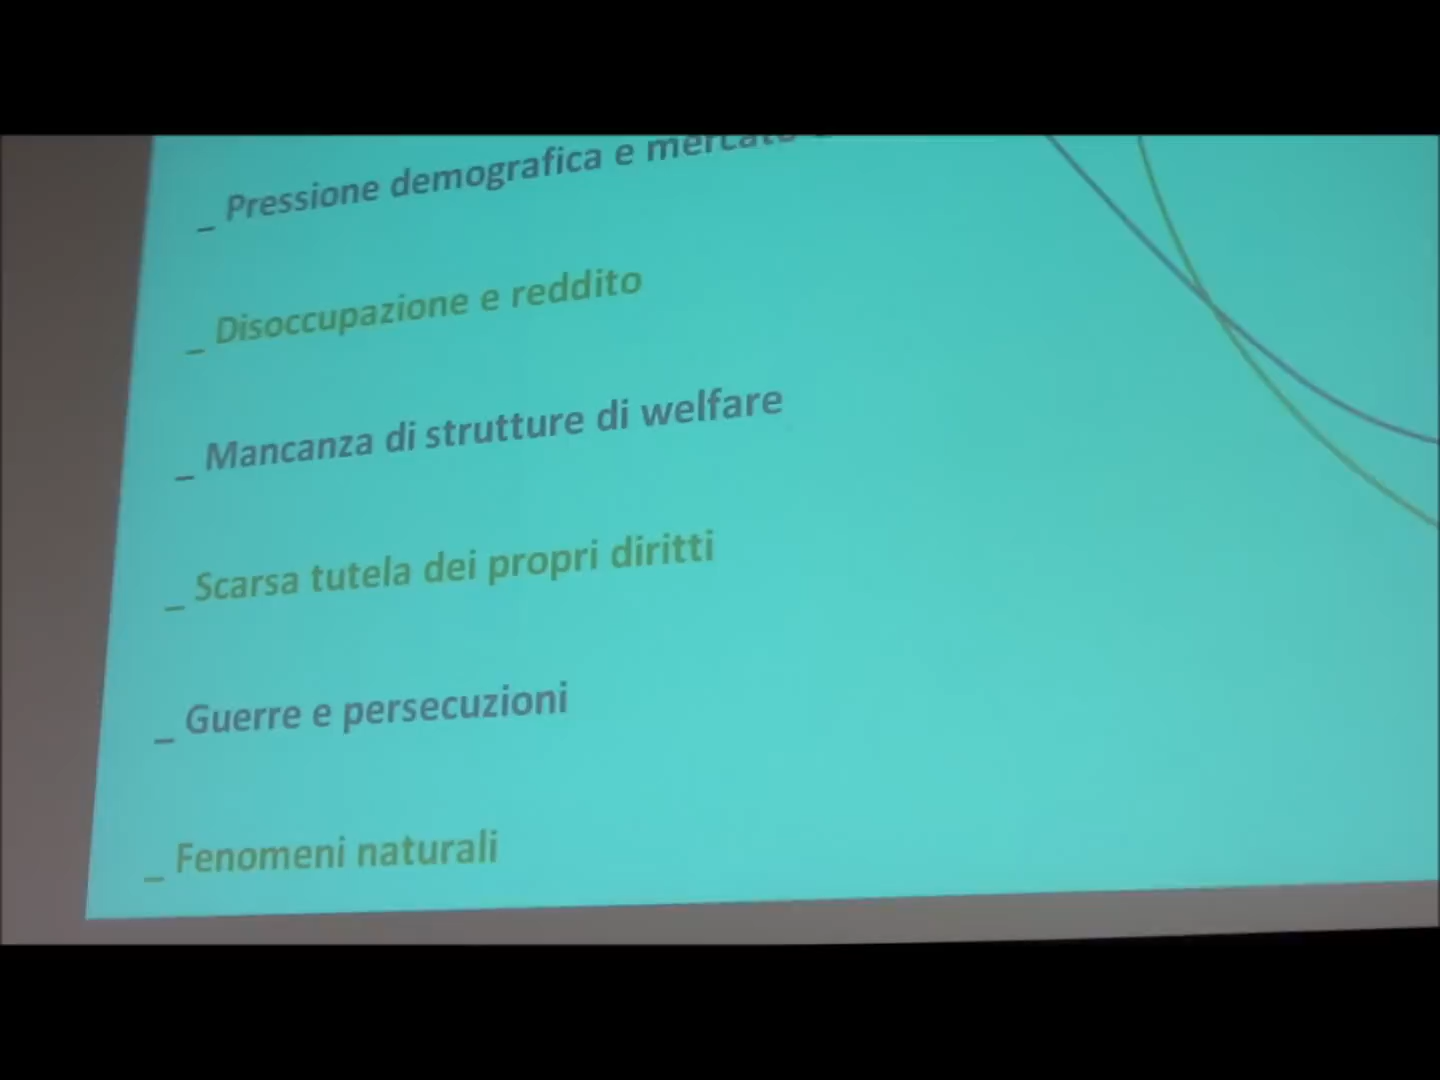 _ Pressione demografica e mercato
_ Disoccupazione e reddito
_ Mancanza di strutture di welfare
_ Scarsa tutela dei propri diritti
_ Guerre e persecuzioni
_ Fenomeni naturali